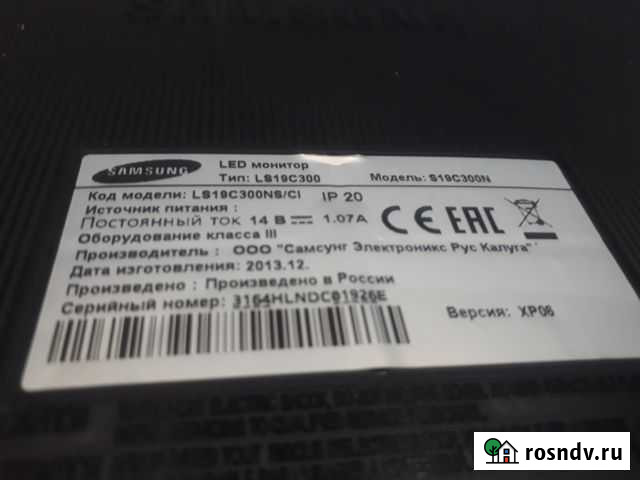 SAMSUNG
SAMSUNG
LED монитор
Тип: LS19C300
Модель: S19C300N
Код модели: LS19C300NS/CI IP 20
Источник питания :
Постоянный ток 14 В 1.07A
Оборудование класса III
CE EAC
Производитель : ООО "Самсунг Электроникс Рус Калуга"
Дата изготовления : 2013.12.
Произведено : Произведено в России
Серийный номер: 3164HLNDC01926E
Версия: XP06
rosndv.ru